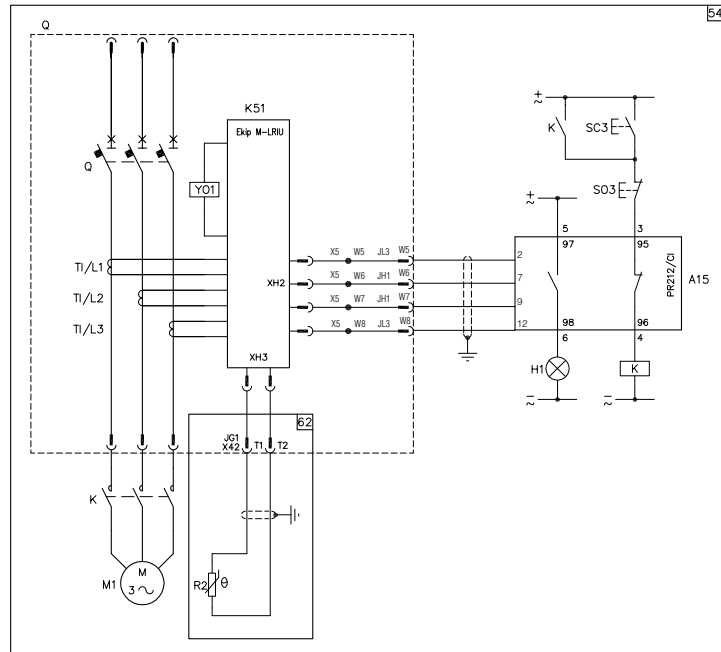 54
Q
K51
Ekip M-LRIU
K
SC3
Q
Y01
SO3
5
3
97
95
TI/L1
TI/L2
TI/L3
XH2
X5 W5 JL3 W5
X5 W6 JH1 W6
X5 W7 JH1 W7
X5 W8 JL3 W8
2
7
9
12
PR212/CI
A15
98
96
6
4
XH3
H1
K
62
JG1
X42
T1
T2
K
M1
M
3
R2
θ